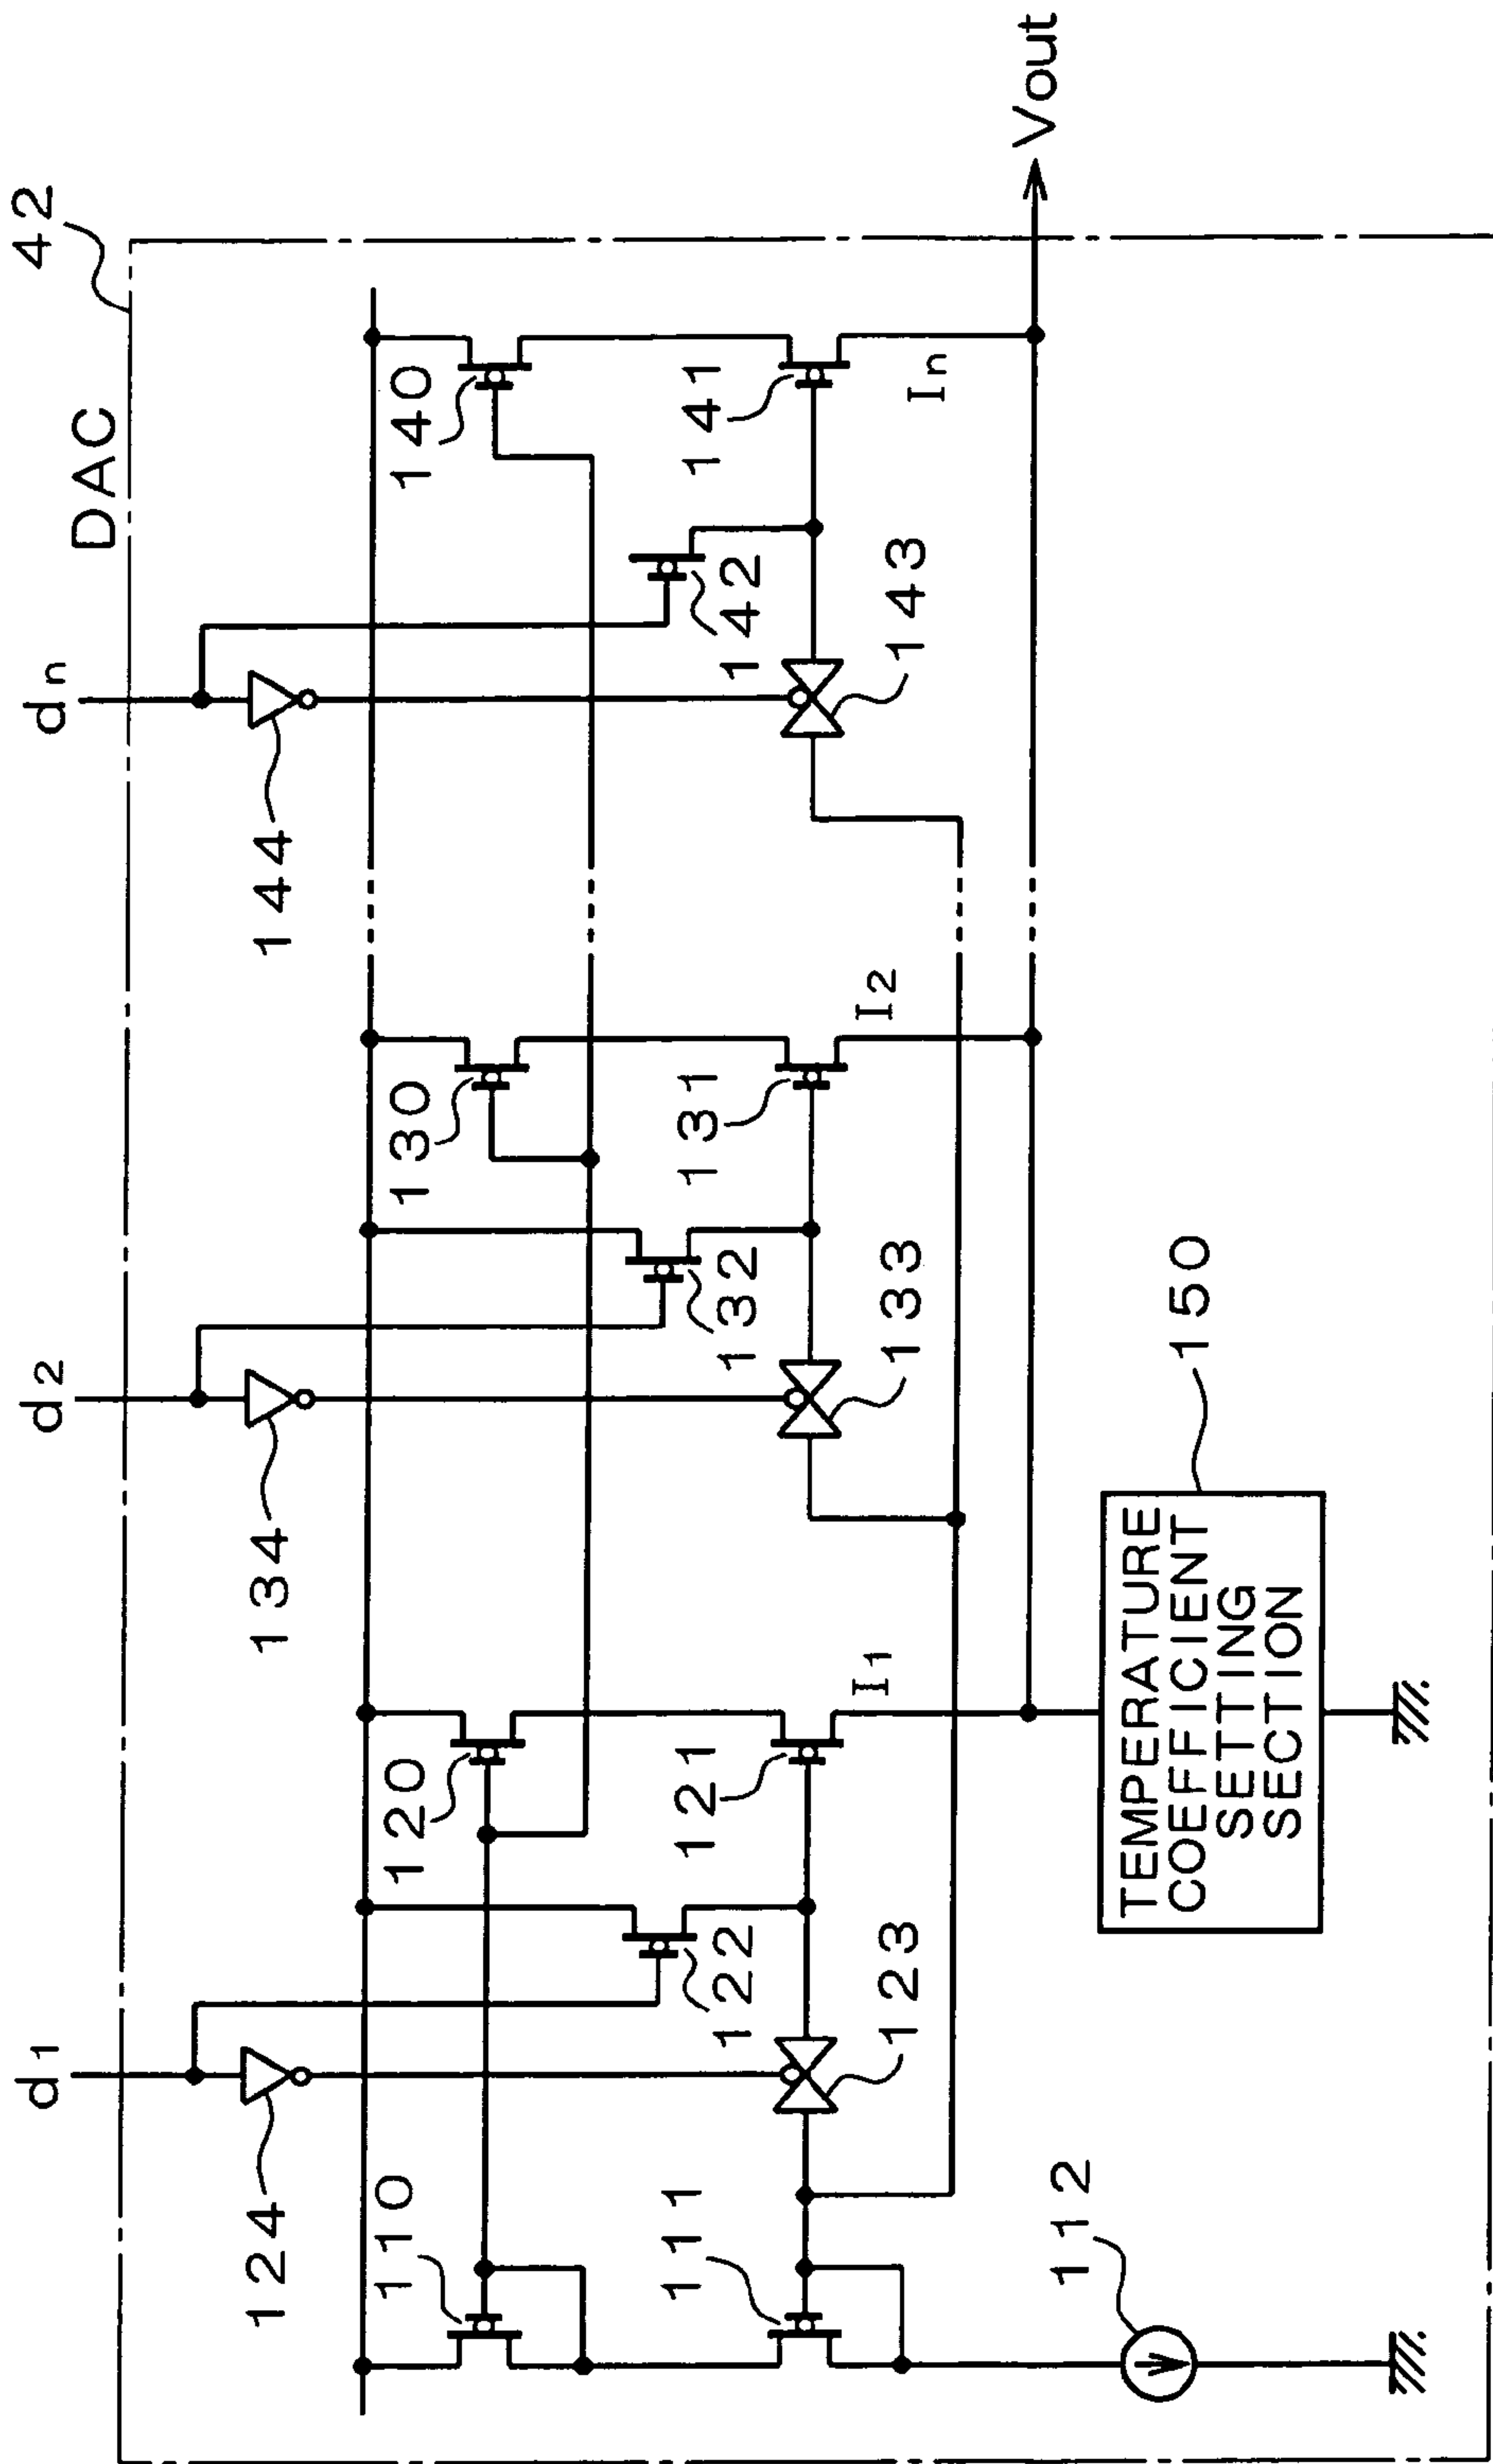 42
DAC
d1
d2
dn
124
134
144
110
120
130
140
122
132
142
111
121
131
141
123
133
143
I1
I2
In
Vout
112
TEMPERATURE
COEFFICIENT
SETTING
SECTION
150